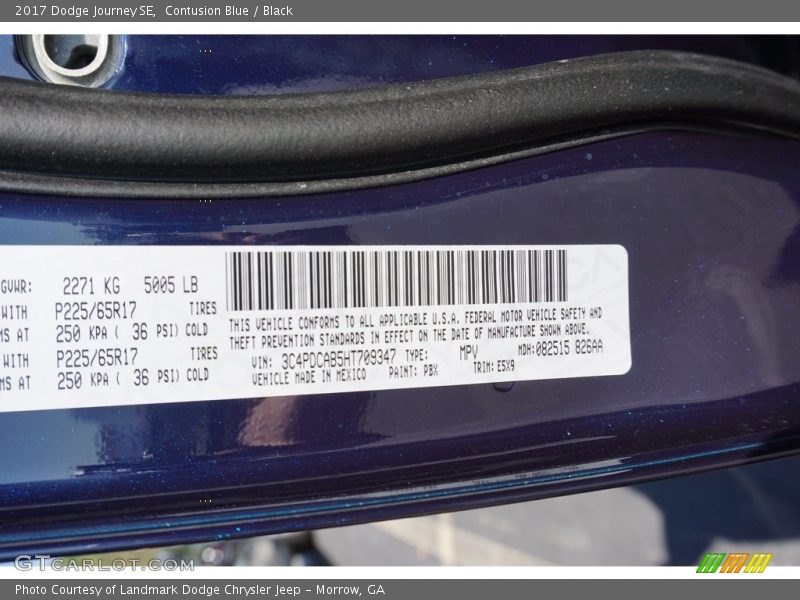 2017 Dodge Journey SE, Contusion Blue / Black
GVWR: 2271 KG 5005 LB
WITH P225/65R17 TIRES
MS AT 250 KPA ( 36 PSI) COLD
WITH P225/65R17 TIRES
MS AT 250 KPA ( 36 PSI) COLD
THIS VEHICLE CONFORMS TO ALL APPLICABLE U.S.A. FEDERAL MOTOR VEHICLE SAFETY AND
THEFT PREVENTION STANDARDS IN EFFECT ON THE DATE OF MANUFACTURE SHOWN ABOVE.
VIN: 3C4PDCAB5HT709347 TYPE: MPV MDH:082515 826AA
VEHICLE MADE IN MEXICO PAINT: PBX TRIM: E5X9
GTCARLOT.COM
Photo Courtesy of Landmark Dodge Chrysler Jeep – Morrow, GA